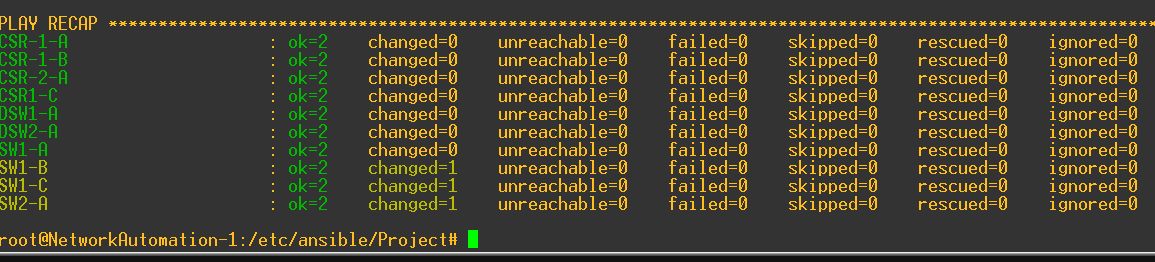 PLAY RECAP *********************************************************************************************************
CSR-1-A : ok=2 changed=0 unreachable=0 failed=0 skipped=0 rescued=0 ignored=0
CSR-1-B : ok=2 changed=0 unreachable=0 failed=0 skipped=0 rescued=0 ignored=0
CSR-2-A : ok=2 changed=0 unreachable=0 failed=0 skipped=0 rescued=0 ignored=0
CSR1-C : ok=2 changed=0 unreachable=0 failed=0 skipped=0 rescued=0 ignored=0
DSW1-A : ok=2 changed=0 unreachable=0 failed=0 skipped=0 rescued=0 ignored=0
DSW2-A : ok=2 changed=0 unreachable=0 failed=0 skipped=0 rescued=0 ignored=0
SW1-A : ok=2 changed=0 unreachable=0 failed=0 skipped=0 rescued=0 ignored=0
SW1-B : ok=2 changed=1 unreachable=0 failed=0 skipped=0 rescued=0 ignored=0
SW1-C : ok=2 changed=1 unreachable=0 failed=0 skipped=0 rescued=0 ignored=0
SW2-A : ok=2 changed=1 unreachable=0 failed=0 skipped=0 rescued=0 ignored=0
root@NetworkAutomation-1:/etc/ansible/Project#